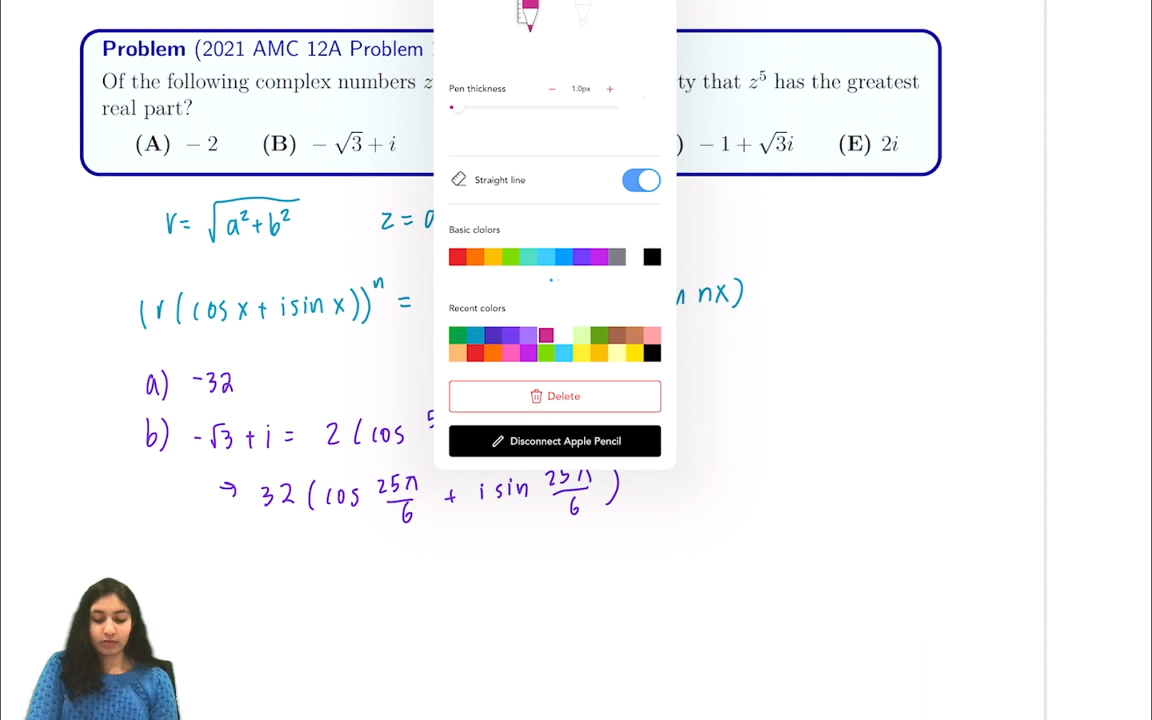 Problem (2021 AMC 12A Problem
Of the following complex numbers z ty that z⁵ has the greatest
real part?
(A) − 2 (B) − √3 + i ) − 1 + √3i (E) 2i
Pen thickness − 1.0px +
Straight line
Basic clolors
Recent colors
Delete
Disconnect Apple Pencil
r = √a²+b² z =
(r(cos x + i sin x))ⁿ = nx)
a) -32
b) -√3 + i = 2(cos
→ 32(cos 25π/6 + i sin 25π/6)